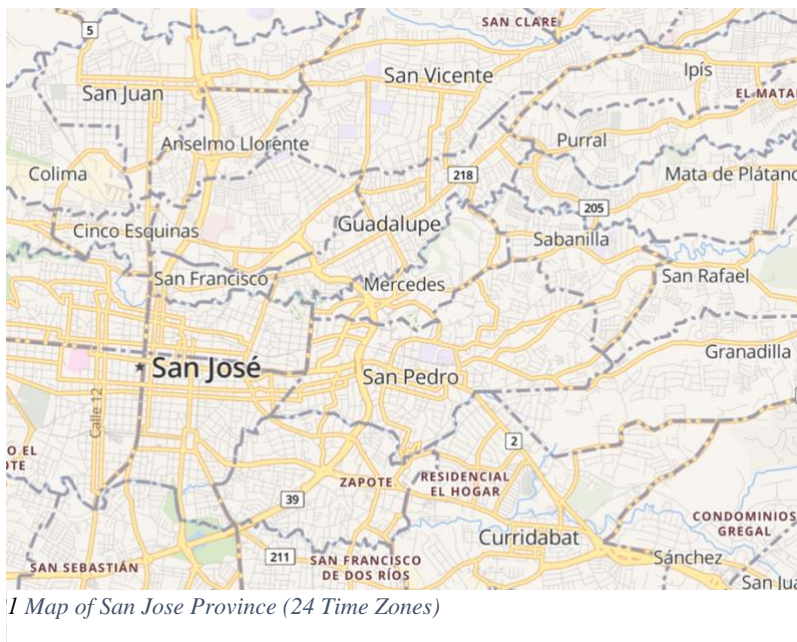 SAN CLARE
5
San Vicente
Ipís
San Juan
EL MATA
Anselmo Llorente
Purral
Colima
218
Mata de Plátano
205
Guadalupe
Cinco Esquinas
Sabanilla
San Francisco
Mercedes
San Rafael
Granadilla
San José
San Pedro
Calle 12
2
O EL
OTE
ZAPOTE
RESIDENCIAL
EL HOGAR
39
CONDOMINIOS
GREGAL
Curridabat
211
SAN FRANCISCO
DE DOS RÍOS
Sánchez
SAN SEBASTIÁN
San Jua
1 Map of San Jose Province (24 Time Zones)